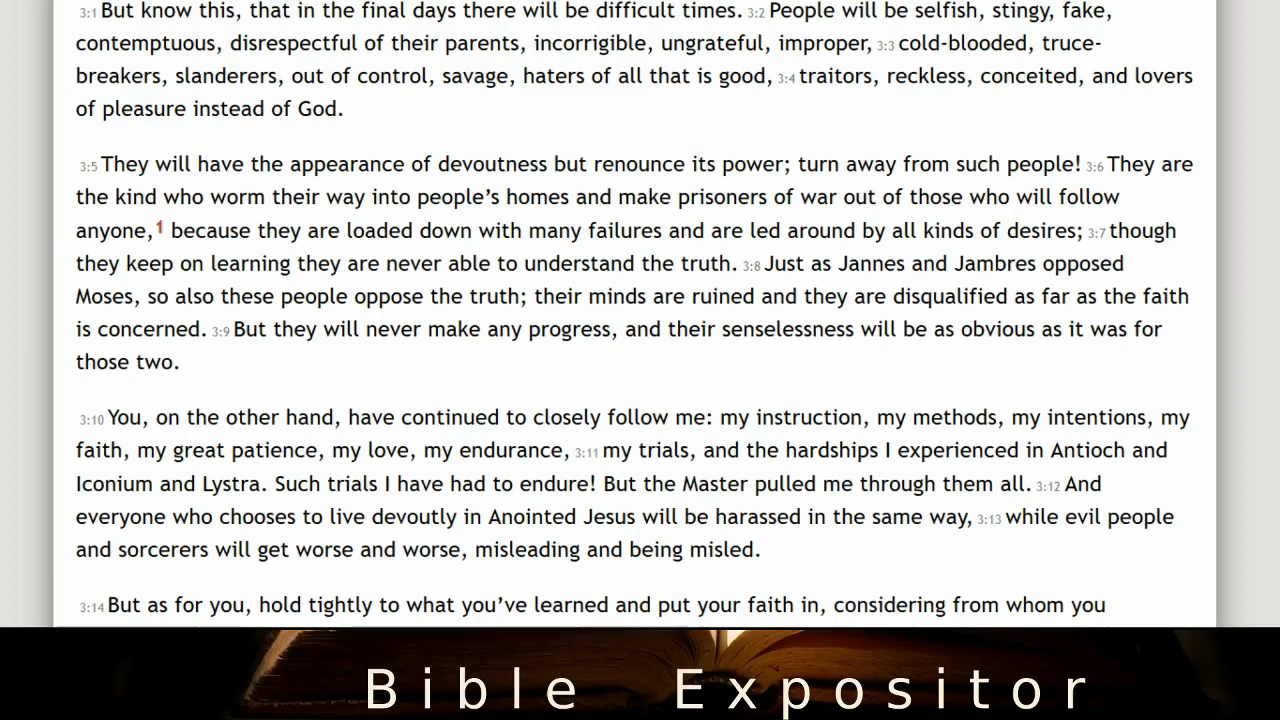 3:1 But know this, that in the final days there will be difficult times. 3:2 People will be selfish, stingy, fake,
contemptuous, disrespectful of their parents, incorrigible, ungrateful, improper, 3:3 cold-blooded, truce-
breakers, slanderers, out of control, savage, haters of all that is good, 3:4 traitors, reckless, conceited, and lovers
of pleasure instead of God.
3:5 They will have the appearance of devoutness but renounce its power; turn away from such people! 3:6 They are
the kind who worm their way into people’s homes and make prisoners of war out of those who will follow
anyone,1 because they are loaded down with many failures and are led around by all kinds of desires; 3:7 though
they keep on learning they are never able to understand the truth. 3:8 Just as Jannes and Jambres opposed
Moses, so also these people oppose the truth; their minds are ruined and they are disqualified as far as the faith
is concerned. 3:9 But they will never make any progress, and their senselessness will be as obvious as it was for
those two.
3:10 You, on the other hand, have continued to closely follow me: my instruction, my methods, my intentions, my
faith, my great patience, my love, my endurance, 3:11 my trials, and the hardships I experienced in Antioch and
Iconium and Lystra. Such trials I have had to endure! But the Master pulled me through them all. 3:12 And
everyone who chooses to live devoutly in Anointed Jesus will be harassed in the same way, 3:13 while evil people
and sorcerers will get worse and worse, misleading and being misled.
3:14 But as for you, hold tightly to what you’ve learned and put your faith in, considering from whom you
Bible Expositor